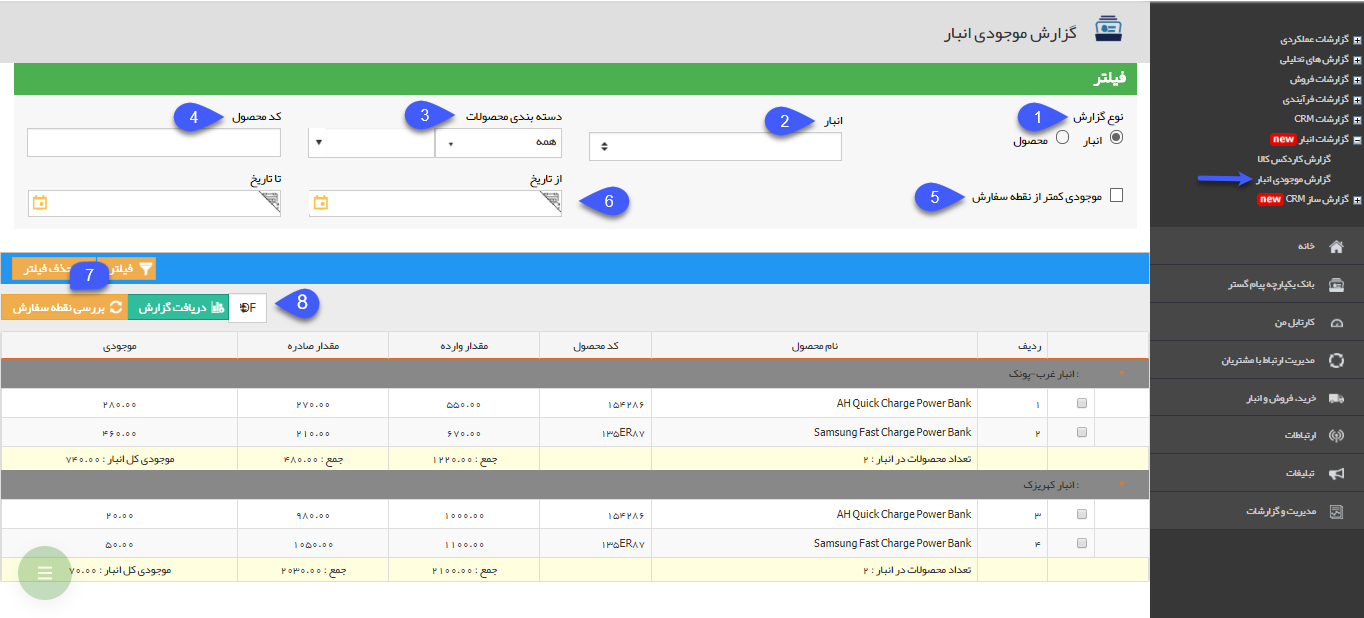 گزارش موجودی انبار
فیلتر
1
نوع گزارش
انبار
محصول
2
انبار
3
دسته بندی محصولات
همه
4
کد محصول
5
موجودی کمتر از نقطه سفارش
6
از تاریخ
تا تاریخ
فیلتر
حذف فیلتر
7
8
دریافت گزارش
بررسی نقطه سفارش
ردیف نام محصول کد محصول مقدار وارده مقدار صادره موجودی
: انبار غرب-پونک
۱ AH Quick Charge Power Bank ۱۵۴۲۸۶ ۵۵۰.۰۰ ۲۷۰.۰۰ ۲۸۰.۰۰
۲ Samsung Fast Charge Power Bank ۱۳۵ER۸۷ ۶۷۰.۰۰ ۲۱۰.۰۰ ۴۶۰.۰۰
تعداد محصولات در انبار : ۲ جمع : ۱۲۲۰.۰۰ جمع : ۴۸۰.۰۰ موجودی کل انبار : ۷۴۰.۰۰
: انبار کهریزک
۳ AH Quick Charge Power Bank ۱۵۴۲۸۶ ۱۰۰۰.۰۰ ۹۸۰.۰۰ ۲۰.۰۰
۴ Samsung Fast Charge Power Bank ۱۳۵ER۸۷ ۱۱۰۰.۰۰ ۱۰۵۰.۰۰ ۵۰.۰۰
تعداد محصولات در انبار : ۲ جمع : ۲۱۰۰.۰۰ جمع : ۲۰۳۰.۰۰ موجودی کل انبار : ۷۰.۰۰
گزارشات عملکردی
گزارش های تحلیلی
گزارشات فروش
گزارشات فرآیندی
گزارشات CRM
گزارشات انبار new
گزارش کاردکس کالا
گزارش موجودی انبار
گزارش ساز CRM new
خانه
بانک یکپارچه پیام گستر
کارتابل من
مدیریت ارتباط با مشتریان
خرید، فروش و انبار
ارتباطات
تبلیغات
مدیریت و گزارشات